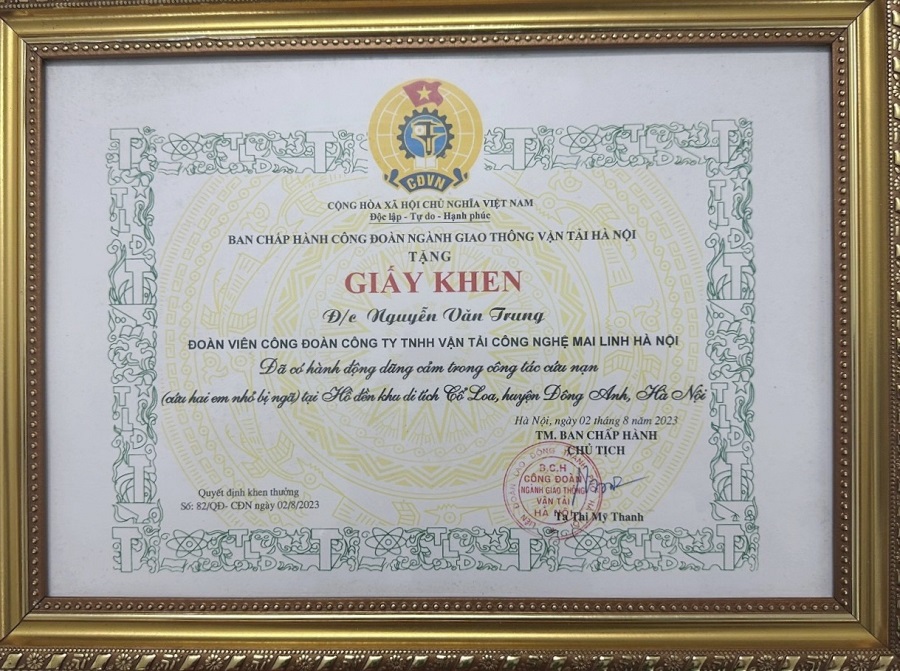 CĐVN
CỘNG HÒA XÃ HỘI CHỦ NGHĨA VIỆT NAM
Độc lập - Tự do - Hạnh phúc
BAN CHẤP HÀNH CÔNG ĐOÀN NGÀNH GIAO THÔNG VẬN TẢI HÀ NỘI
TẶNG
GIẤY KHEN
Đ/c Nguyễn Văn Trung
ĐOÀN VIÊN CÔNG ĐOÀN CÔNG TY TNHH VẬN TẢI CÔNG NGHỆ MAI LINH HÀ NỘI
Đã có hành động dũng cảm trong công tác cứu nạn
(cứu hai em nhỏ bị ngã) tại Hồ đền khu di tích Cổ Loa, huyện Đông Anh, Hà Nội
Hà Nội, ngày 02 tháng 8 năm 2023
TM. BAN CHẤP HÀNH
CHỦ TỊCH
B.C.H
CÔNG ĐOÀN
NGÀNH GIAO THÔNG
VẬN TẢI
HÀ NỘI
Tạ Thị Mỹ Thanh
Quyết định khen thưởng
Số: 82/QĐ- CĐN ngày 02/8/2023